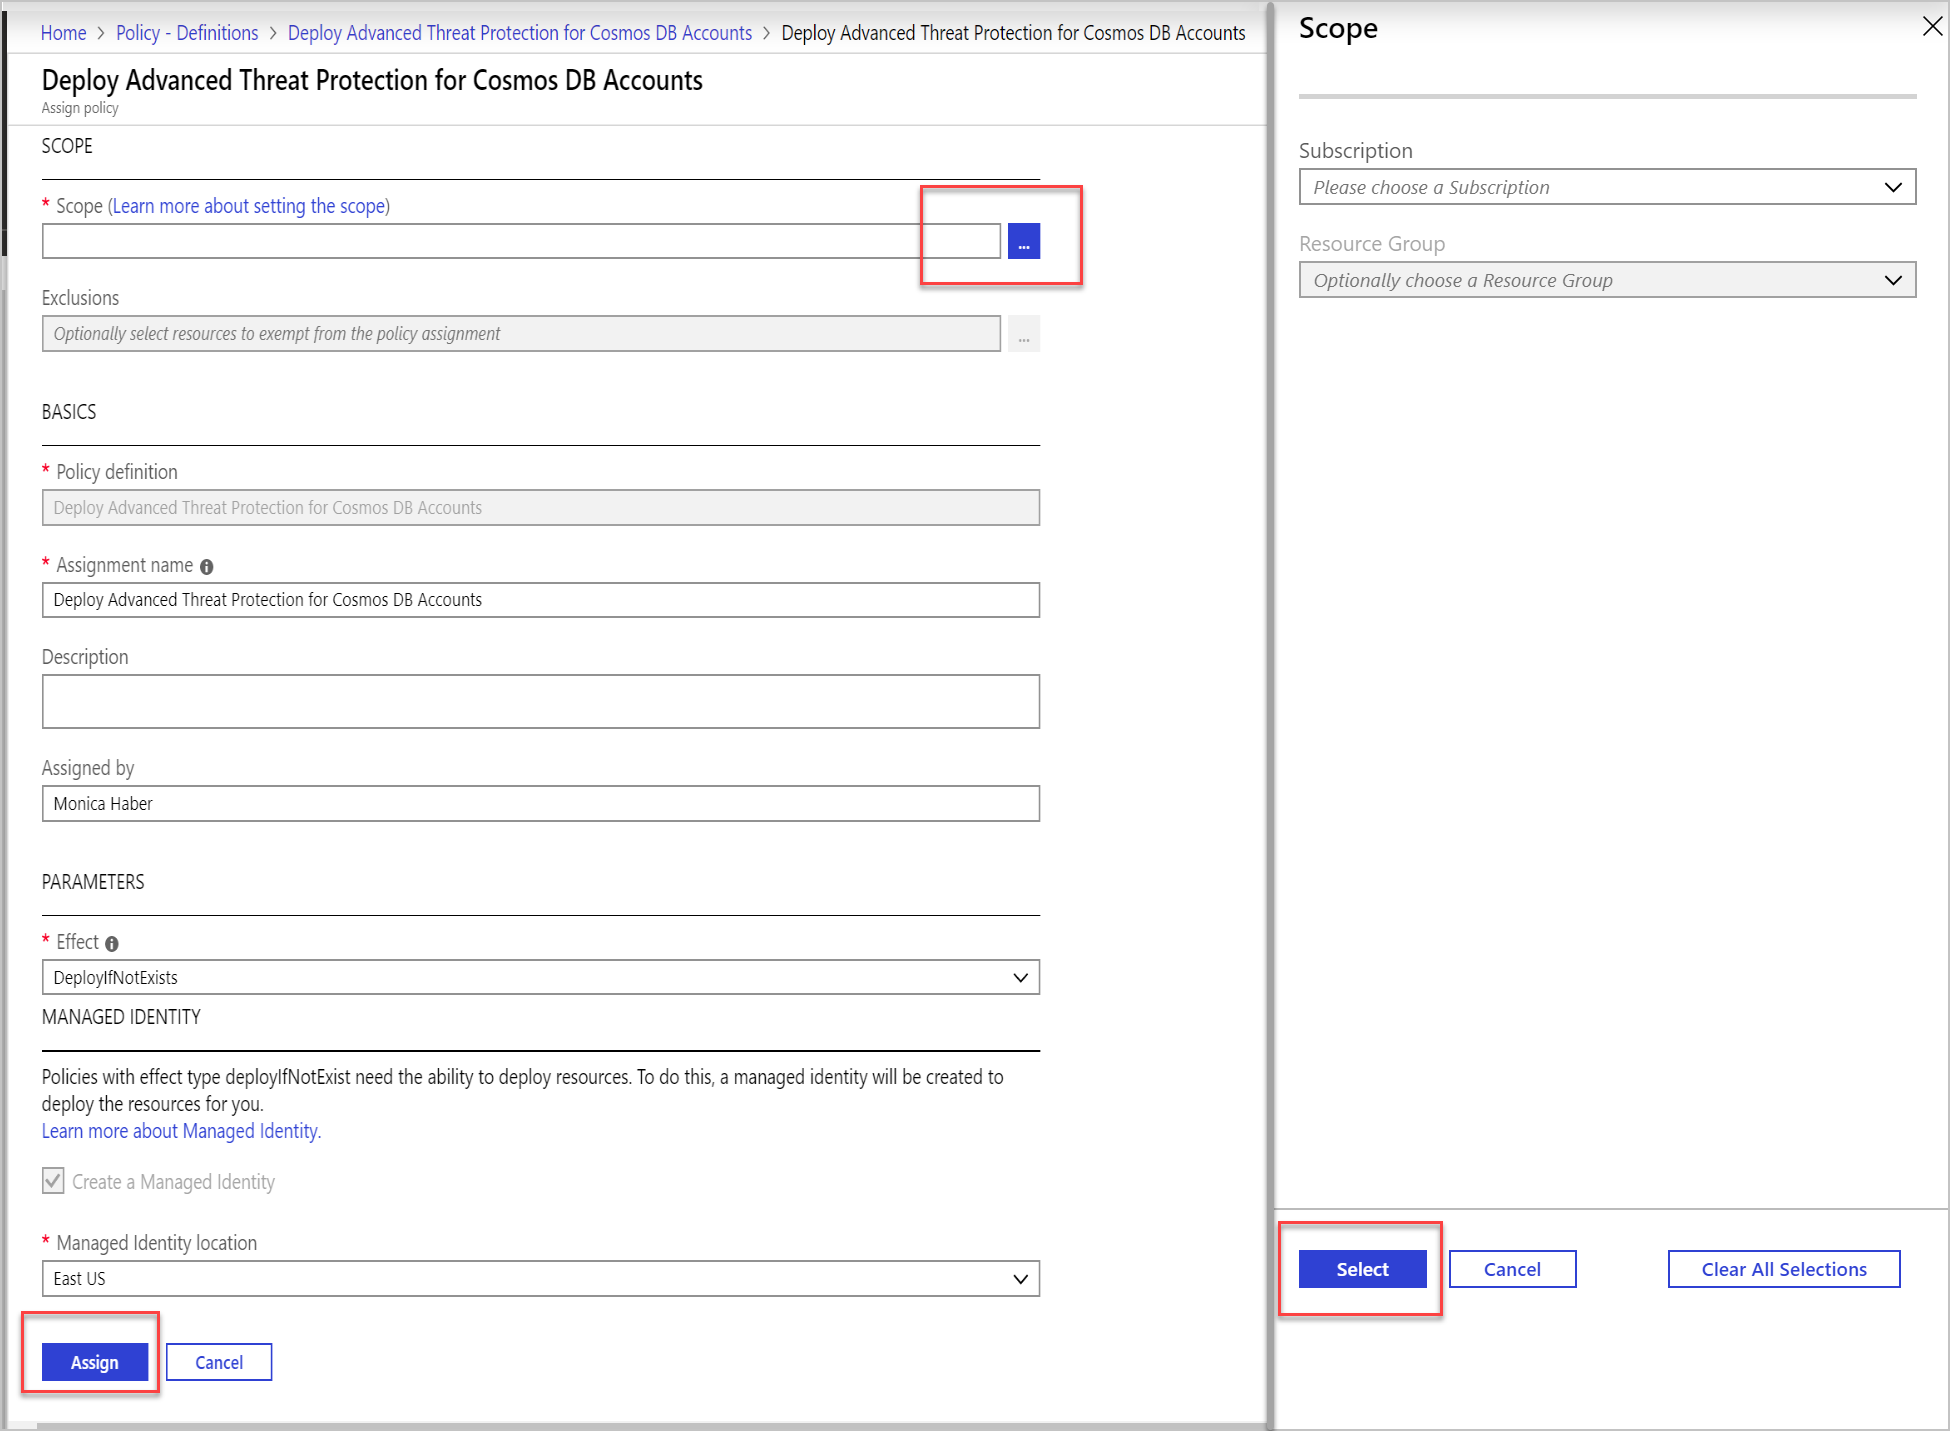 Home > Policy - Definitions > Deploy Advanced Threat Protection for Cosmos DB Accounts > Deploy Advanced Threat Protection for Cosmos DB Accounts
Deploy Advanced Threat Protection for Cosmos DB Accounts
Assign policy
SCOPE
* Scope (Learn more about setting the scope)
...
Exclusions
Optionally select resources to exempt from the policy assignment
...
BASICS
* Policy definition
Deploy Advanced Threat Protection for Cosmos DB Accounts
* Assignment name
Deploy Advanced Threat Protection for Cosmos DB Accounts
Description
Assigned by
Monica Haber
PARAMETERS
* Effect
DeployIfNotExists
MANAGED IDENTITY
Policies with effect type deployIfNotExist need the ability to deploy resources. To do this, a managed identity will be created to
deploy the resources for you.
Learn more about Managed Identity.
Create a Managed Identity
* Managed Identity location
East US
Assign
Cancel
Scope
Subscription
Please choose a Subscription
Resource Group
Optionally choose a Resource Group
Select
Cancel
Clear All Selections